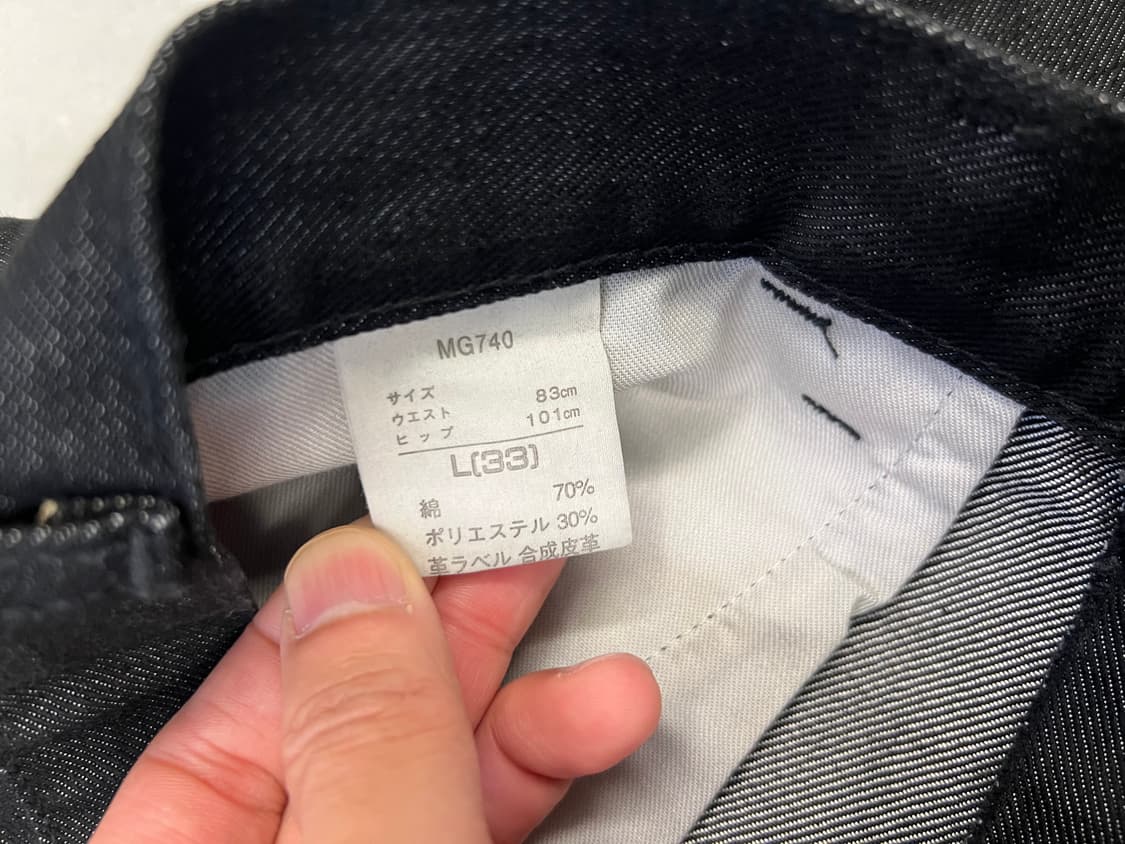 MG740
サイズ
ウエスト 83cm
ヒップ 101cm
L(33)
綿 70%
ポリエステル 30%
革ラベル 合成皮革